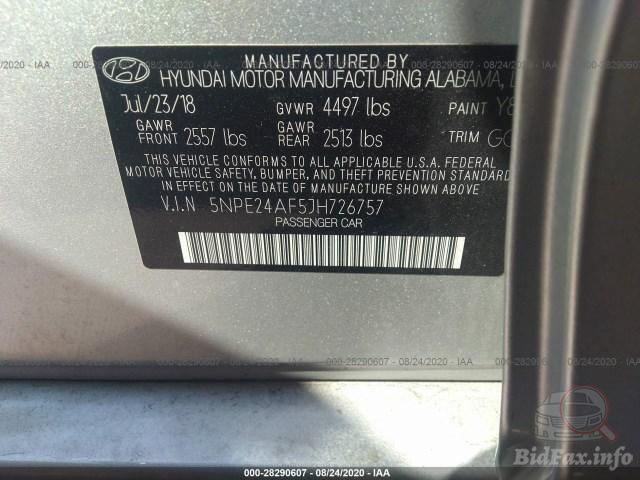 MANUFACTURED BY
HYUNDAI MOTOR MANUFACTURING ALABAMA,
Jul/23/18 GVWR 4497 lbs PAINT
GAWR FRONT 2557 lbs GAWR REAR 2513 lbs TRIM
THIS VEHICLE CONFORMS TO ALL APPLICABLE U.S.A. FEDERAL
MOTOR VEHICLE SAFETY, BUMPER, AND THEFT PREVENTION STANDARDS
IN EFFECT ON THE DATE OF MANUFACTURE SHOWN ABOVE
V.I.N 5NPE24AF5JH726757
PASSENGER CAR
000-28290607 - 08/24/2020 - IAA
BidFax.info